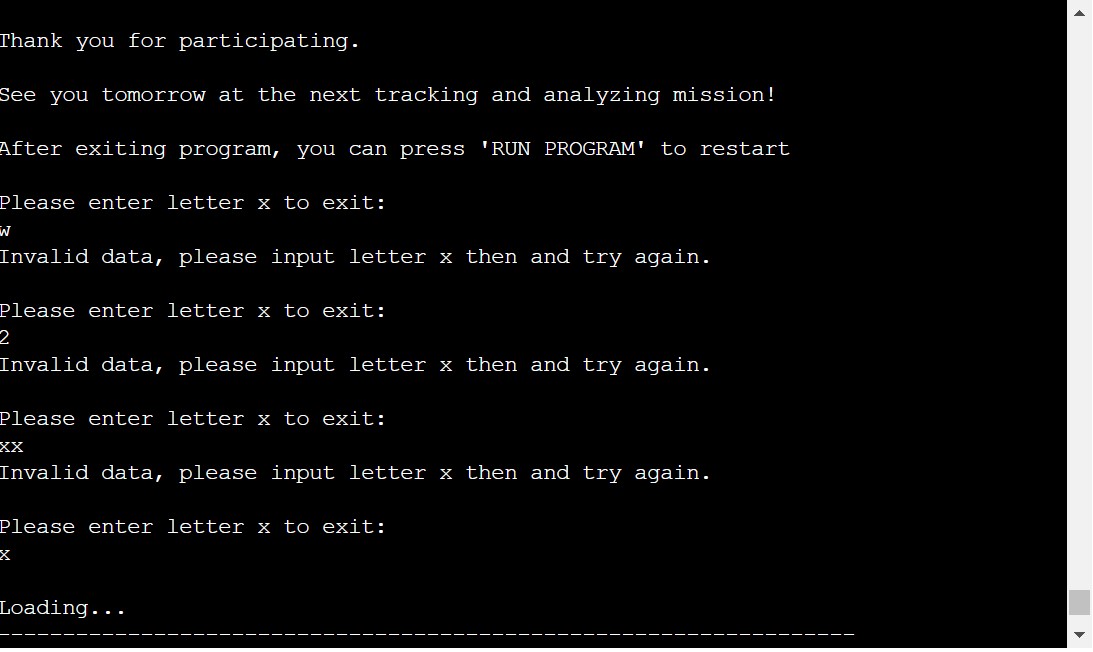 Thank you for participating.
See you tomorrow at the next tracking and analyzing mission!
After exiting program, you can press 'RUN PROGRAM' to restart
Please enter letter x to exit:
w
Invalid data, please input letter x then and try again.
Please enter letter x to exit:
2
Invalid data, please input letter x then and try again.
Please enter letter x to exit:
xx
Invalid data, please input letter x then and try again.
Please enter letter x to exit:
x
Loading...
------------------------------------------------------------------